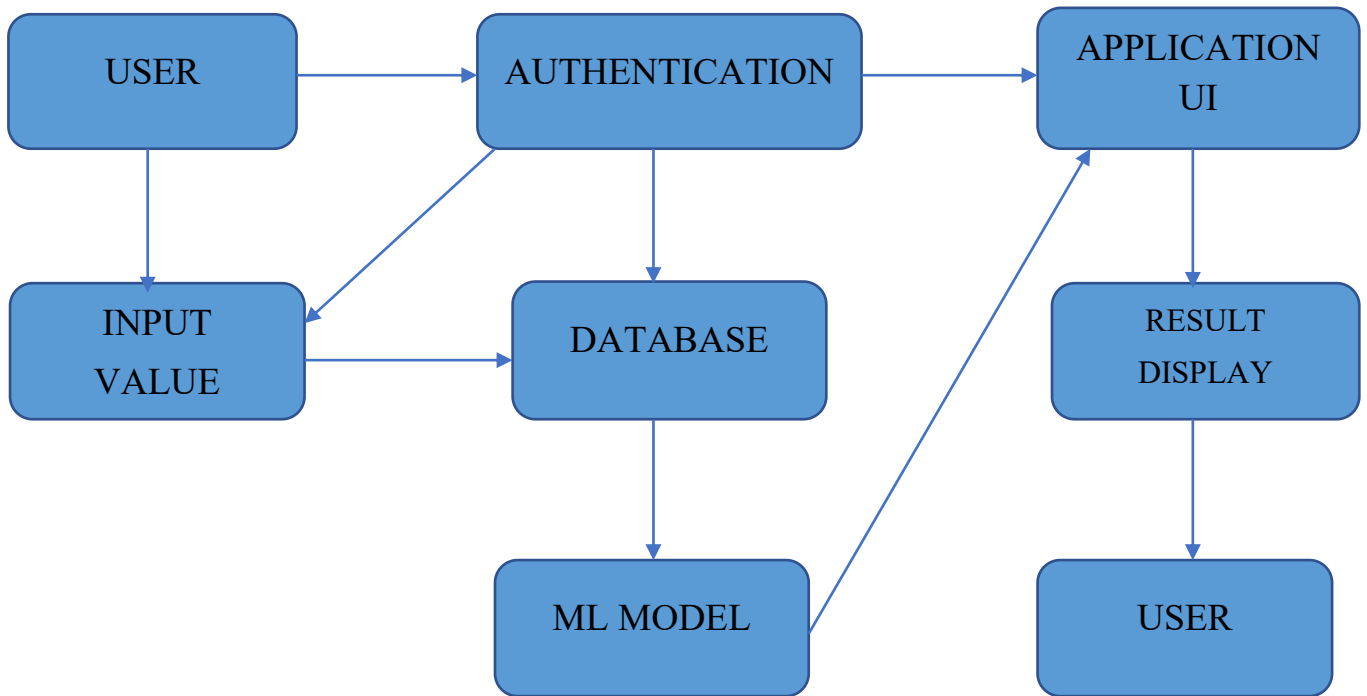 USER
AUTHENTICATION
APPLICATION
UI
INPUT
VALUE
DATABASE
RESULT
DISPLAY
ML MODEL
USER